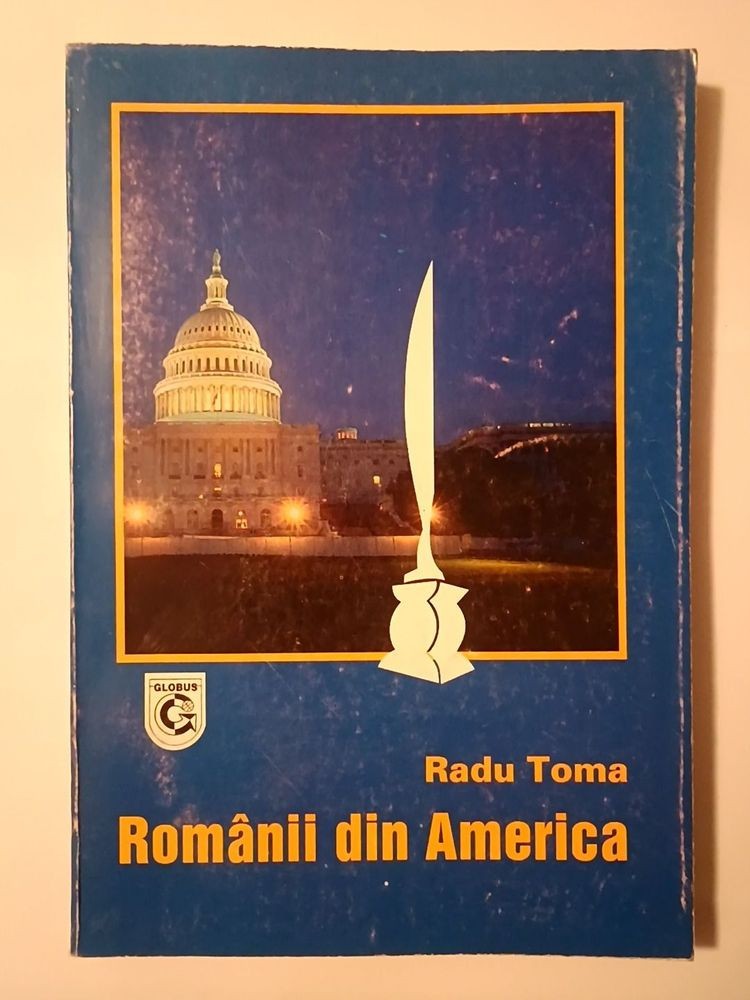 GLOBUS
Radu Toma
Românii din America